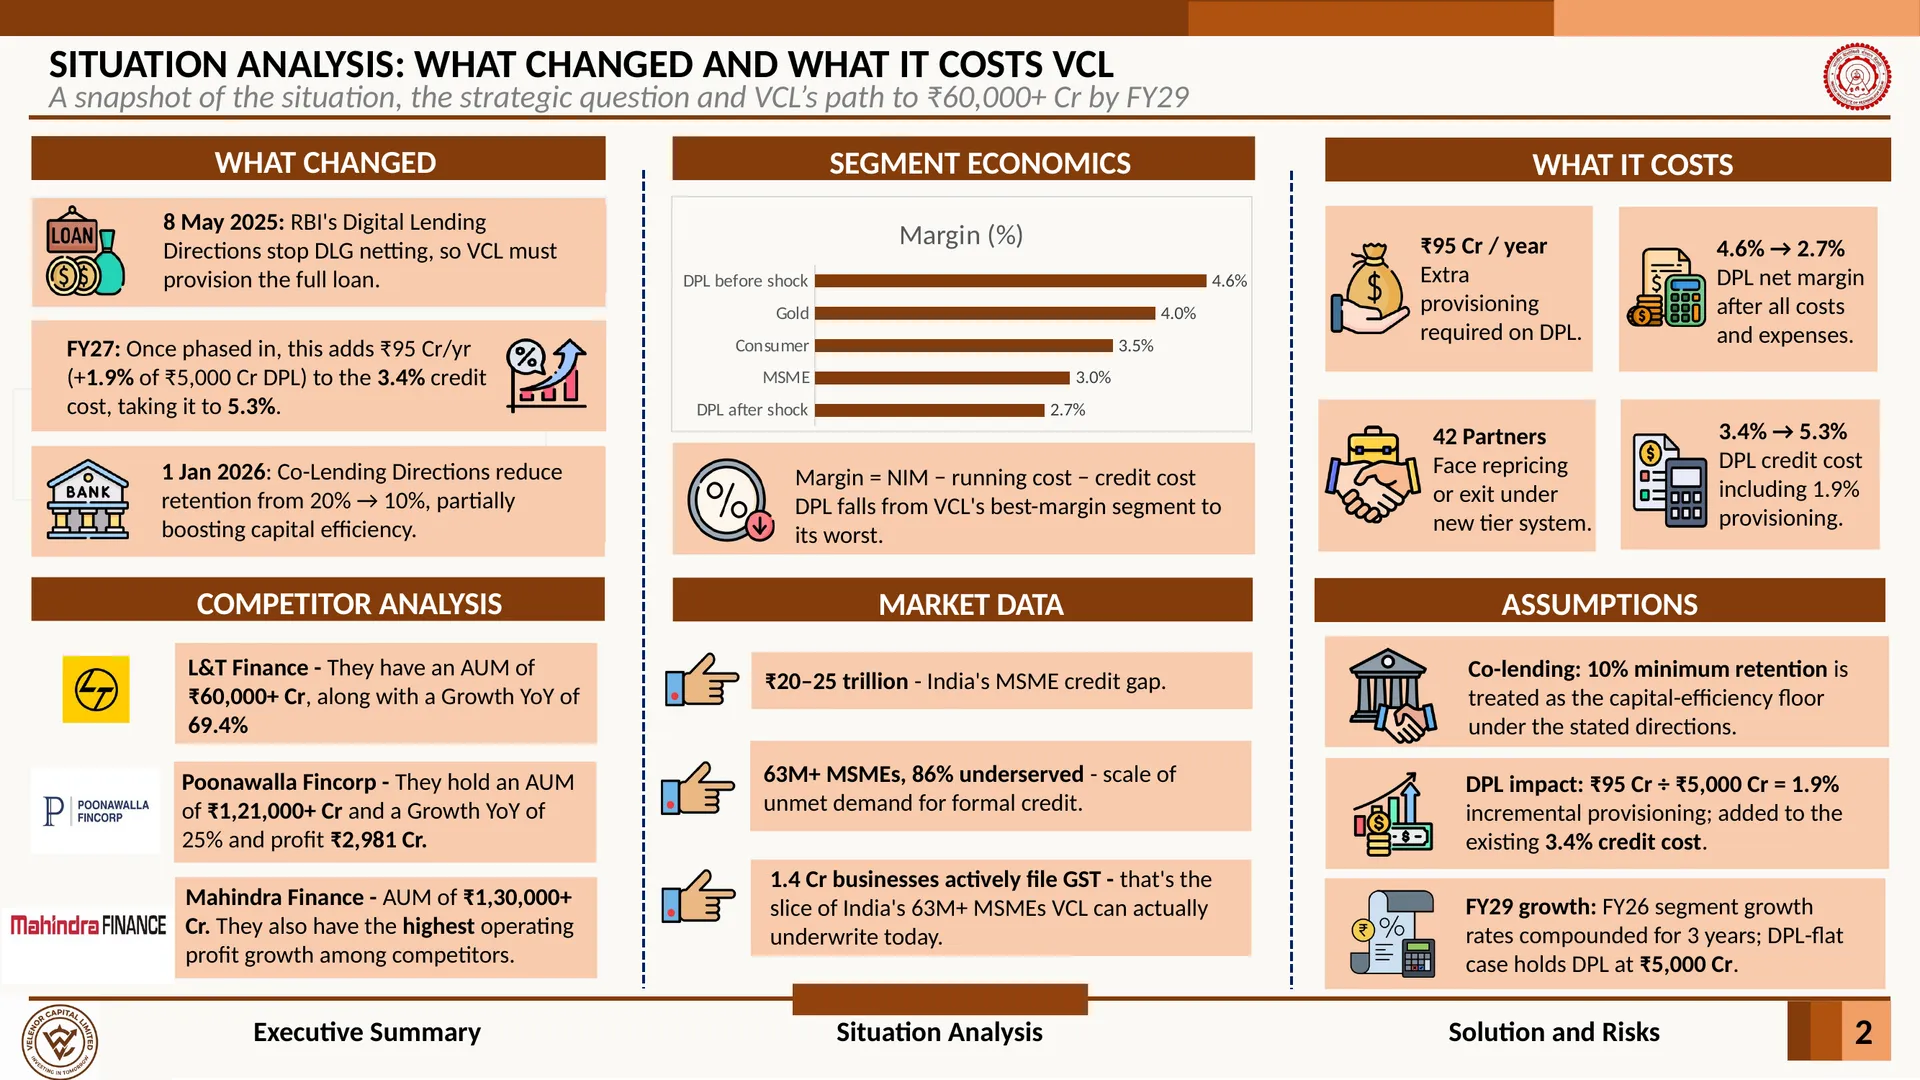 SITUATION ANALYSIS: WHAT CHANGED AND WHAT IT COSTS VCL
A snapshot of the situation, the strategic question and VCL's path to ₹60,000+ Cr by FY29
WHAT CHANGED
LOAN
8 May 2025: RBI's Digital Lending
Directions stop DLG netting, so VCL must
provision the full loan.
FY27: Once phased in, this adds ₹95 Cr/yr
(+1.9% of ₹5,000 Cr DPL) to the 3.4% credit
cost, taking it to 5.3%.
BANK
1 Jan 2026: Co-Lending Directions reduce
retention from 20% → 10%, partially
boosting capital efficiency.
SEGMENT ECONOMICS
Margin (%)
DPL before shock 4.6%
Gold 4.0%
Consumer 3.5%
MSME 3.0%
DPL after shock 2.7%
Margin = NIM – running cost – credit cost
DPL falls from VCL's best-margin segment to
its worst.
WHAT IT COSTS
₹95 Cr / year
Extra
provisioning
required on DPL.
4.6% → 2.7%
DPL net margin
after all costs
and expenses.
42 Partners
Face repricing
or exit under
new tier system.
3.4% → 5.3%
DPL credit cost
including 1.9%
provisioning.
COMPETITOR ANALYSIS
L&T Finance - They have an AUM of
₹60,000+ Cr, along with a Growth YoY of
69.4%
POONAWALLA
FINCORP
Poonawalla Fincorp - They hold an AUM
of ₹1,21,000+ Cr and a Growth YoY of
25% and profit ₹2,981 Cr.
Mahindra FINANCE
Mahindra Finance - AUM of ₹1,30,000+
Cr. They also have the highest operating
profit growth among competitors.
MARKET DATA
₹20–25 trillion - India's MSME credit gap.
63M+ MSMEs, 86% underserved - scale of
unmet demand for formal credit.
1.4 Cr businesses actively file GST - that's the
slice of India's 63M+ MSMEs VCL can actually
underwrite today.
ASSUMPTIONS
Co-lending: 10% minimum retention is
treated as the capital-efficiency floor
under the stated directions.
DPL impact: ₹95 Cr ÷ ₹5,000 Cr = 1.9%
incremental provisioning; added to the
existing 3.4% credit cost.
FY29 growth: FY26 segment growth
rates compounded for 3 years; DPL-flat
case holds DPL at ₹5,000 Cr.
VELENOR CAPITAL LIMITED
INVESTING IN TOMORROW
Executive Summary
Situation Analysis
Solution and Risks
2